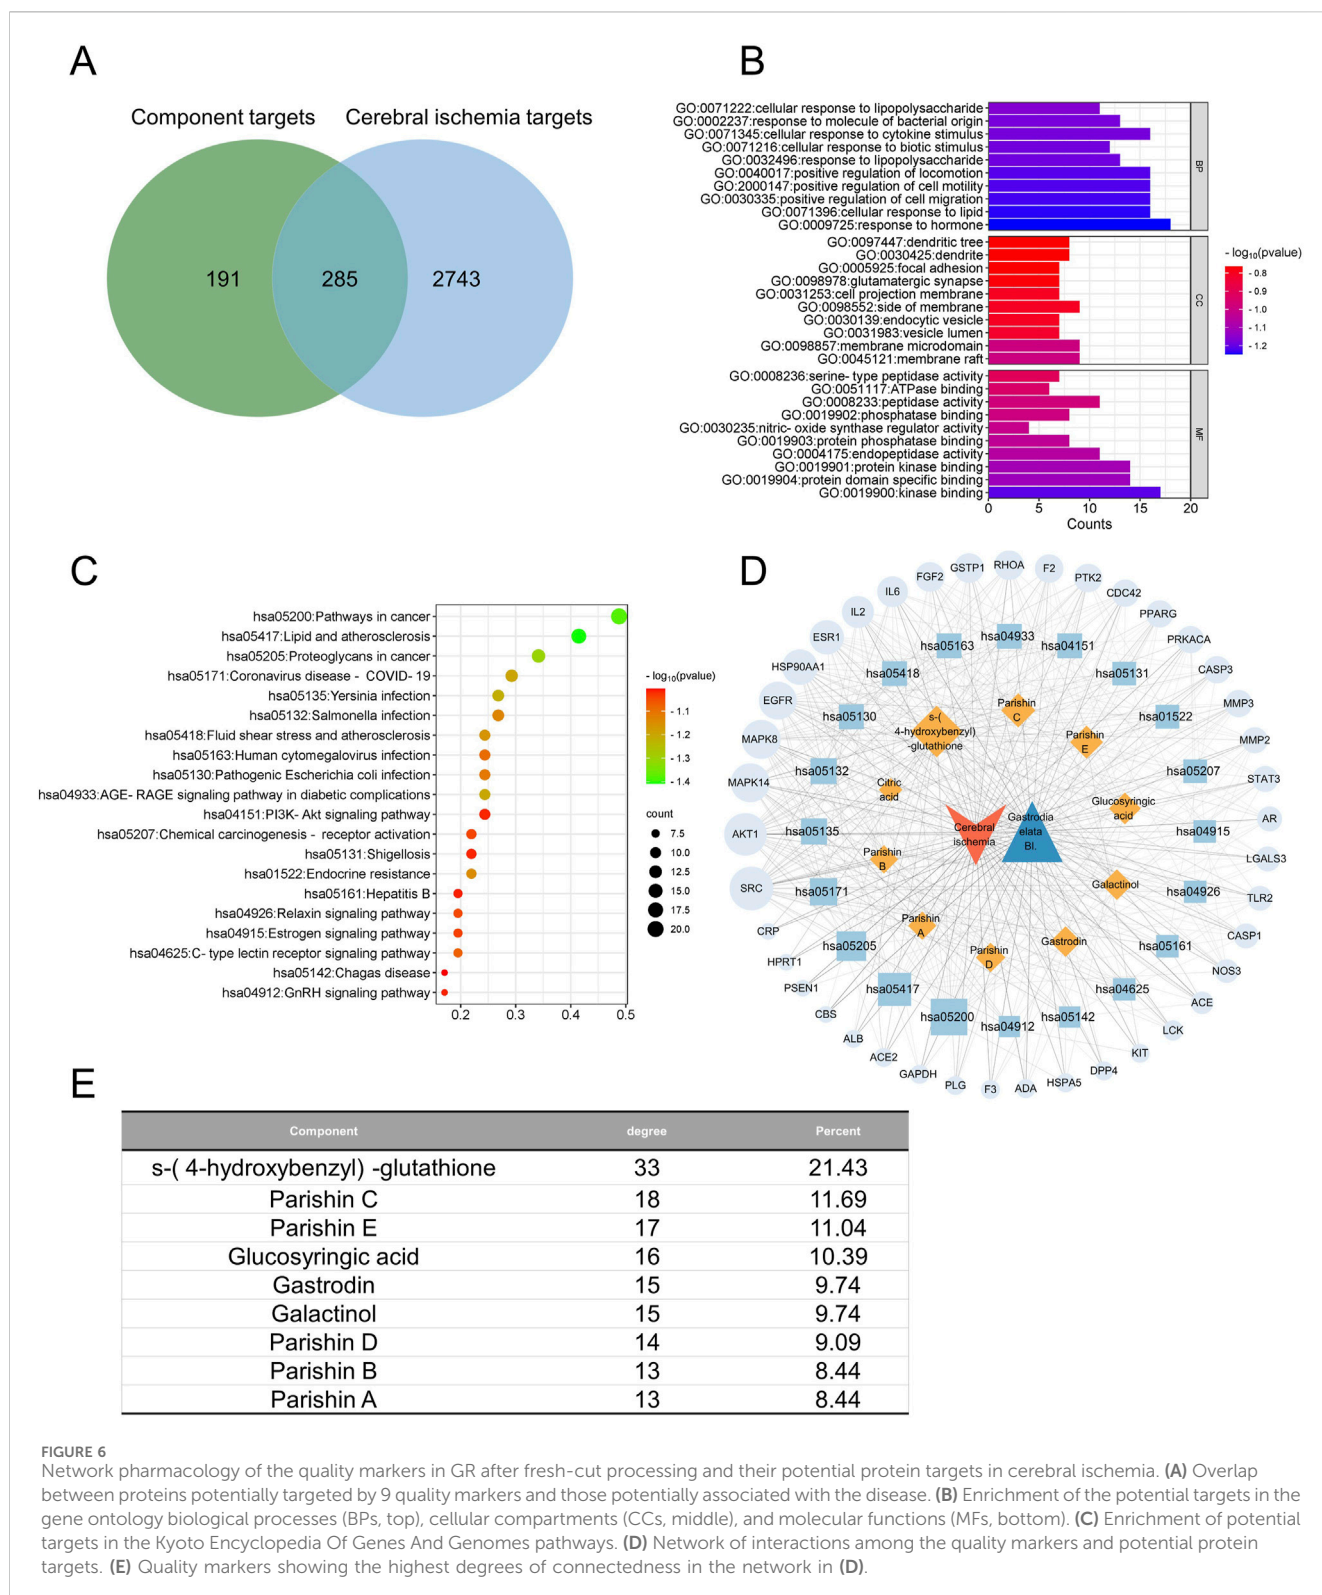 A
Component targets
Cerebral ischemia targets
191
285
2743
B
GO:0071222:cellular response to lipopolysaccharide
GO:0002237:response to molecule of bacterial origin
GO:0071345:cellular response to cytokine stimulus
GO:0071216:cellular response to biotic stimulus
GO:0032496:response to lipopolysaccharide
GO:0040017:positive regulation of locomotion
GO:2000147:positive regulation of cell motility
GO:0030335:positive regulation of cell migration
GO:0071396:cellular response to lipid
GO:0009725:response to hormone
BP
GO:0097447:dendritic tree
GO:0030425:dendrite
GO:0005925:focal adhesion
GO:0098978:glutamatergic synapse
GO:0031253:cell projection membrane
GO:0098552:side of membrane
GO:0030139:endocytic vesicle
GO:0031983:vesicle lumen
GO:0098857:membrane microdomain
GO:0045121:membrane raft
CC
GO:0008236:serine- type peptidase activity
GO:0051117:ATPase binding
GO:0008233:peptidase activity
GO:0019902:phosphatase binding
GO:0030235:nitric- oxide synthase regulator activity
GO:0019903:protein phosphatase binding
GO:0004175:endopeptidase activity
GO:0019901:protein kinase binding
GO:0019904:protein domain specific binding
GO:0019900:kinase binding
MF
0 5 10 15 20
Counts
- log10(pvalue)
- 0.8
- 0.9
- 1.0
- 1.1
- 1.2
C
hsa05200:Pathways in cancer
hsa05417:Lipid and atherosclerosis
hsa05205:Proteoglycans in cancer
hsa05171:Coronavirus disease - COVID- 19
hsa05135:Yersinia infection
hsa05132:Salmonella infection
hsa05418:Fluid shear stress and atherosclerosis
hsa05163:Human cytomegalovirus infection
hsa05130:Pathogenic Escherichia coli infection
hsa04933:AGE- RAGE signaling pathway in diabetic complications
hsa04151:PI3K- Akt signaling pathway
hsa05207:Chemical carcinogenesis - receptor activation
hsa05131:Shigellosis
hsa01522:Endocrine resistance
hsa05161:Hepatitis B
hsa04926:Relaxin signaling pathway
hsa04915:Estrogen signaling pathway
hsa04625:C- type lectin receptor signaling pathway
hsa05142:Chagas disease
hsa04912:GnRH signaling pathway
0.2 0.3 0.4 0.5
- log10(pvalue)
- 1.1
- 1.2
- 1.3
- 1.4
count
7.5
10.0
12.5
15.0
17.5
20.0
D
RHOA
F2
PTK2
CDC42
PPARG
PRKACA
CASP3
MMP3
MMP2
STAT3
AR
LGALS3
TLR2
CASP1
NOS3
ACE
LCK
KIT
DPP4
HSPA5
ADA
F3
PLG
GAPDH
ACE2
ALB
CBS
PSEN1
HPRT1
CRP
SRC
AKT1
MAPK14
MAPK8
EGFR
HSP90AA1
ESR1
IL2
IL6
FGF2
GSTP1
hsa04933
hsa04151
hsa05131
hsa01522
hsa05207
hsa04915
hsa04926
hsa05161
hsa04625
hsa05142
hsa04912
hsa05200
hsa05417
hsa05205
hsa05171
hsa05135
hsa05132
hsa05130
hsa05418
hsa05163
s-(
4-hydroxybenzyl)
-glutathione
Parishin
C
Parishin
E
Glucosyringic
acid
Galactinol
Gastrodin
Parishin
D
Parishin
A
Parishin
B
Citric
acid
Cerebral
ischemia
Gastrodia
elata
Bl.
E
Component degree Percent
s-( 4-hydroxybenzyl) -glutathione 33 21.43
Parishin C 18 11.69
Parishin E 17 11.04
Glucosyringic acid 16 10.39
Gastrodin 15 9.74
Galactinol 15 9.74
Parishin D 14 9.09
Parishin B 13 8.44
Parishin A 13 8.44
FIGURE 6
Network pharmacology of the quality markers in GR after fresh-cut processing and their potential protein targets in cerebral ischemia. (A) Overlap
between proteins potentially targeted by 9 quality markers and those potentially associated with the disease. (B) Enrichment of the potential targets in the
gene ontology biological processes (BPs, top), cellular compartments (CCs, middle), and molecular functions (MFs, bottom). (C) Enrichment of potential
targets in the Kyoto Encyclopedia Of Genes And Genomes pathways. (D) Network of interactions among the quality markers and potential protein
targets. (E) Quality markers showing the highest degrees of connectedness in the network in (D).